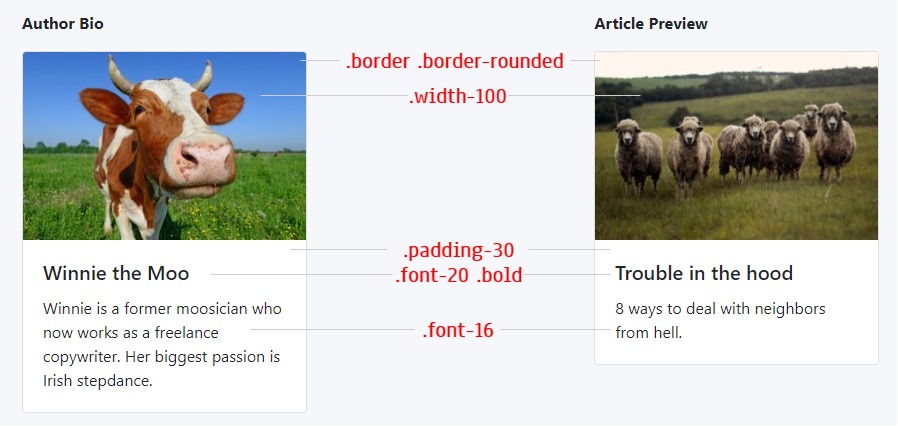 Author Bio
Article Preview
.border .border-rounded
.width-100
.padding-30
.font-20 .bold
.font-16
Winnie the Moo
Winnie is a former moosician who
now works as a freelance
copywriter. Her biggest passion is
Irish stepdance.
Trouble in the hood
8 ways to deal with neighbors
from hell.